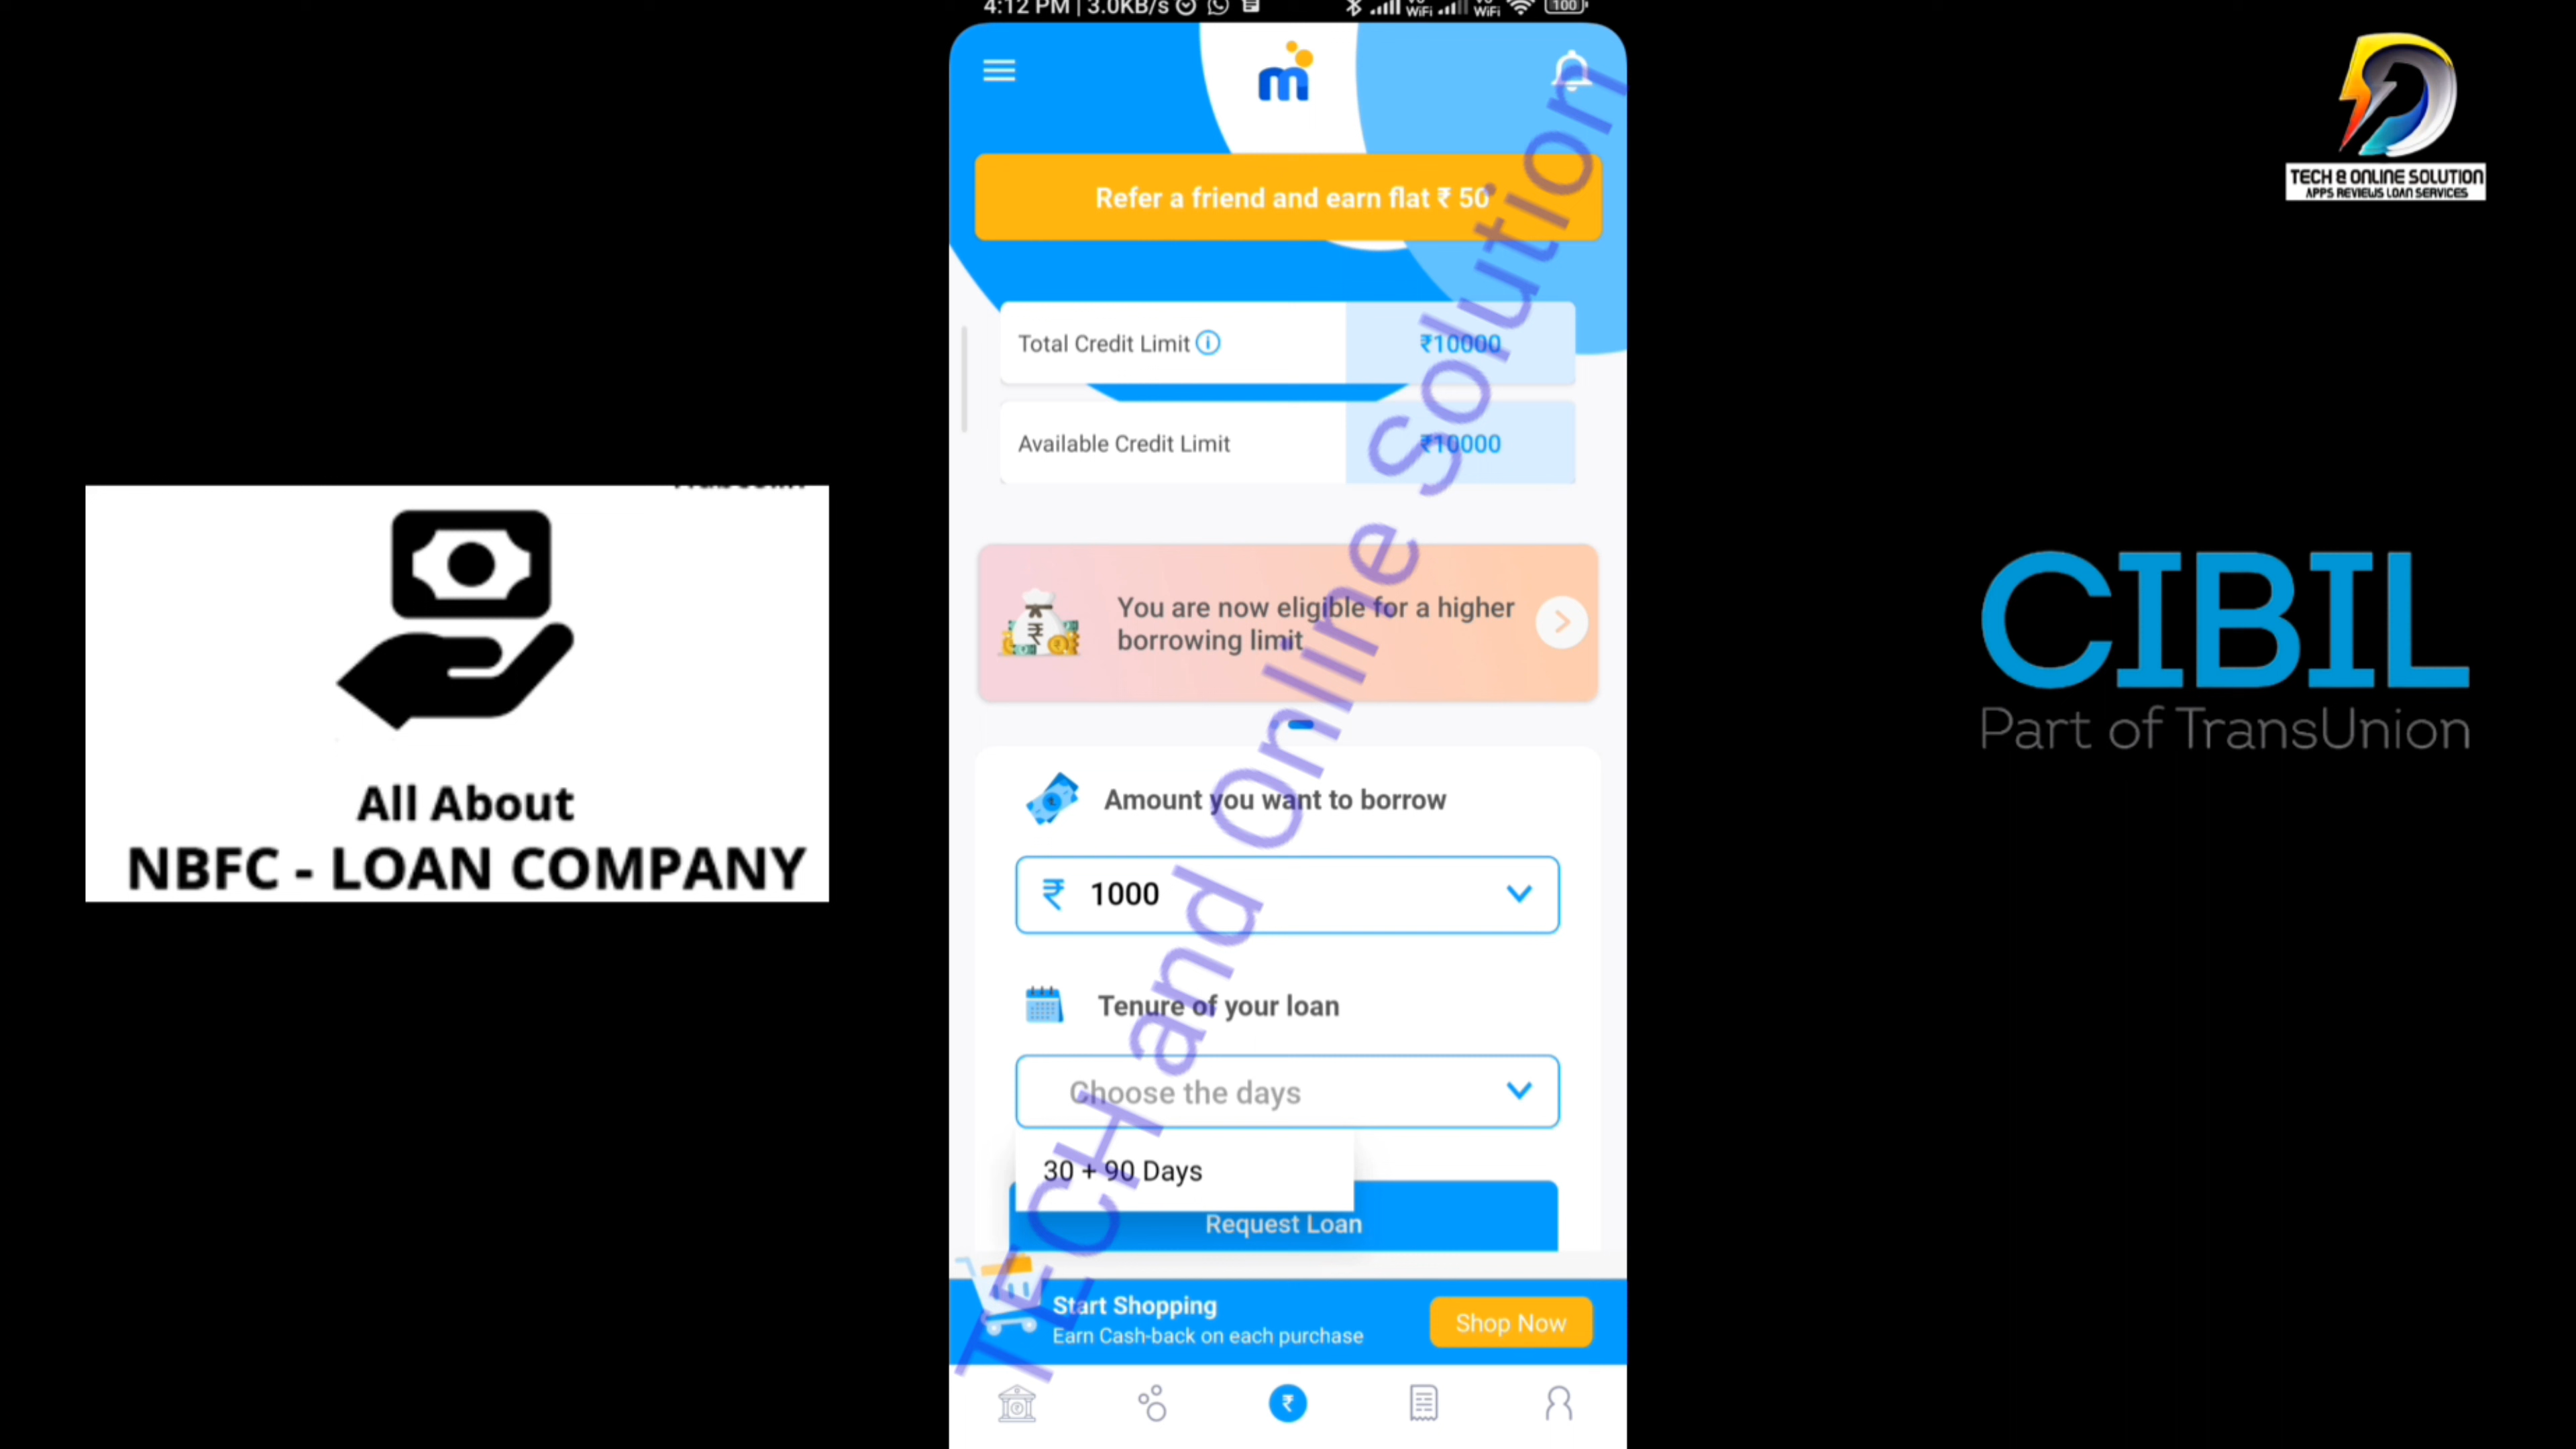 4:12 PM | 3.0KB/s
WiFi
WiFi
100
m
Refer a friend and earn flat ₹ 50
Total Credit Limit
₹10000
Available Credit Limit
₹10000
You are now eligible for a higher
borrowing limit
Amount you want to borrow
₹ 1000
Tenure of your loan
Choose the days
30 + 90 Days
Request Loan
Start Shopping
Earn Cash-back on each purchase
Shop Now
TECH and Online Solution
All About
NBFC - LOAN COMPANY
TECH & ONLINE SOLUTION
APPS REVIEWS LOAN SERVICES
CIBIL
Part of TransUnion